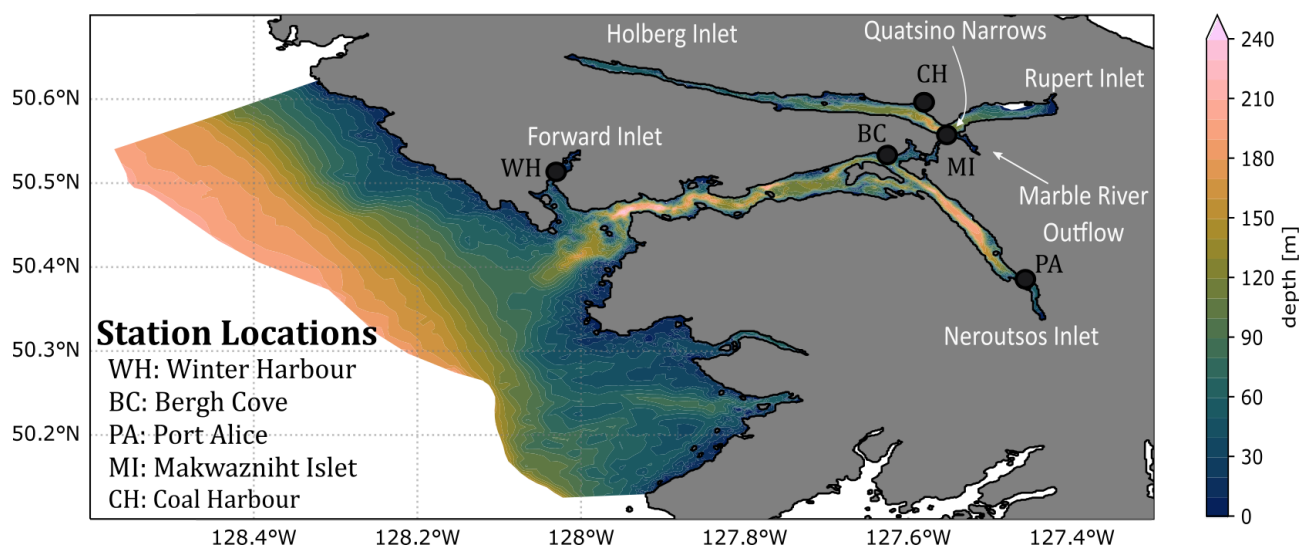 Holberg Inlet
Quatsino Narrows
CH
Rupert Inlet
Forward Inlet
BC
WH
MI
Marble River
Outflow
PA
Neroutsos Inlet
Station Locations
WH: Winter Harbour
BC: Bergh Cove
PA: Port Alice
MI: Makwazniht Islet
CH: Coal Harbour
50.6°N
50.5°N
50.4°N
50.3°N
50.2°N
128.4°W
128.2°W
128°W
127.8°W
127.6°W
127.4°W
240
210
180
150
120
90
60
30
0
depth [m]